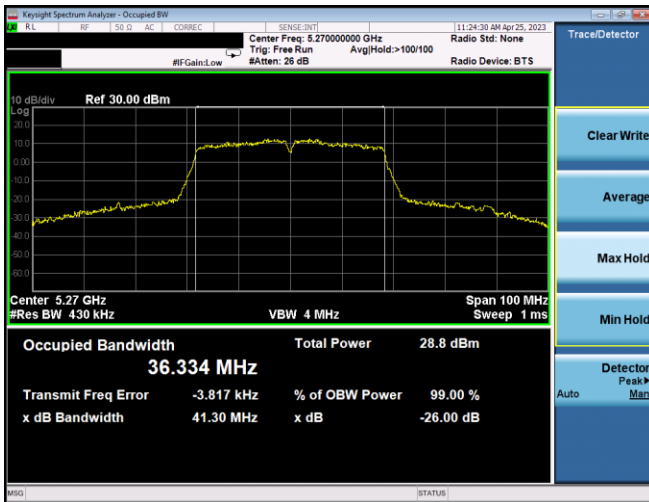 Keysight Spectrum Analyzer - Occupied BW
RL RF 50 Ω AC CORREC SENSE:INT 11:24:30 AM Apr 25, 2023
Center Freq: 5.270000000 GHz Radio Std: None
Trig: Free Run Avg|Hold:>100/100
#IFGain:Low #Atten: 26 dB Radio Device: BTS
10 dB/div Ref 30.00 dBm
Log
20.0
10.0
0.00
-10.0
-20.0
-30.0
-40.0
-50.0
-60.0
Center 5.27 GHz Span 100 MHz
#Res BW 430 kHz VBW 4 MHz Sweep 1 ms
Occupied Bandwidth Total Power 28.8 dBm
36.334 MHz
Transmit Freq Error -3.817 kHz % of OBW Power 99.00 %
x dB Bandwidth 41.30 MHz x dB -26.00 dB
MSG STATUS
Trace/Detector
Clear Write
Average
Max Hold
Min Hold
Detector
Peak
Auto Man